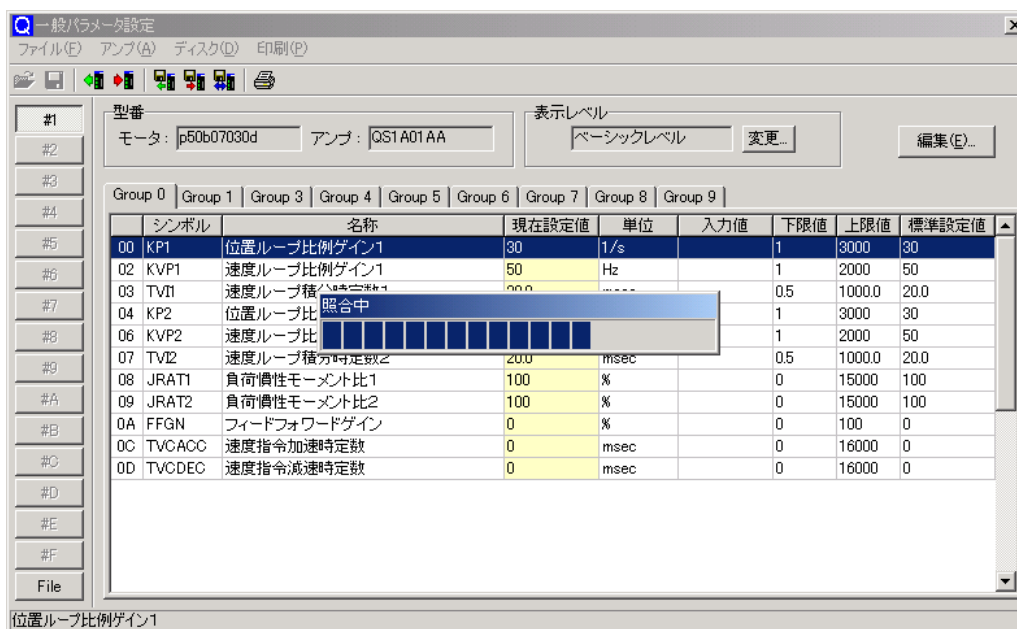 Q 一般パラメータ設定
ファイル(F) アンプ(A) ディスク(D) 印刷(P)
#1
#2
#3
#4
#5
#6
#7
#8
#9
#A
#B
#C
#D
#E
#F
File
型番
モータ: p50b07030d アンプ: QS1A01AA
表示レベル
ベーシックレベル 変更...
編集(E)...
Group 0 Group 1 Group 3 Group 4 Group 5 Group 6 Group 7 Group 8 Group 9
シンボル 名称 現在設定値 単位 入力値 下限値 上限値 標準設定値
00 KP1 位置ループ比例ゲイン1 30 1/s 1 3000 30
02 KVP1 速度ループ比例ゲイン1 50 Hz 1 2000 50
03 TVI1 速度ループ積分時定数1 20.0 0.5 1000.0 20.0
照合中
04 KP2 位置ループ比 1 3000 30
06 KVP2 速度ループ比 1 2000 50
07 TVI2 速度ループ積分時定数2 20.0 msec 0.5 1000.0 20.0
08 JRAT1 負荷慣性モーメント比1 100 % 0 15000 100
09 JRAT2 負荷慣性モーメント比2 100 % 0 15000 100
0A FFGN フィードフォワードゲイン 0 % 0 100 0
0C TVCACC 速度指令加速時定数 0 msec 0 16000 0
0D TVCDEC 速度指令減速時定数 0 msec 0 16000 0
位置ループ比例ゲイン1